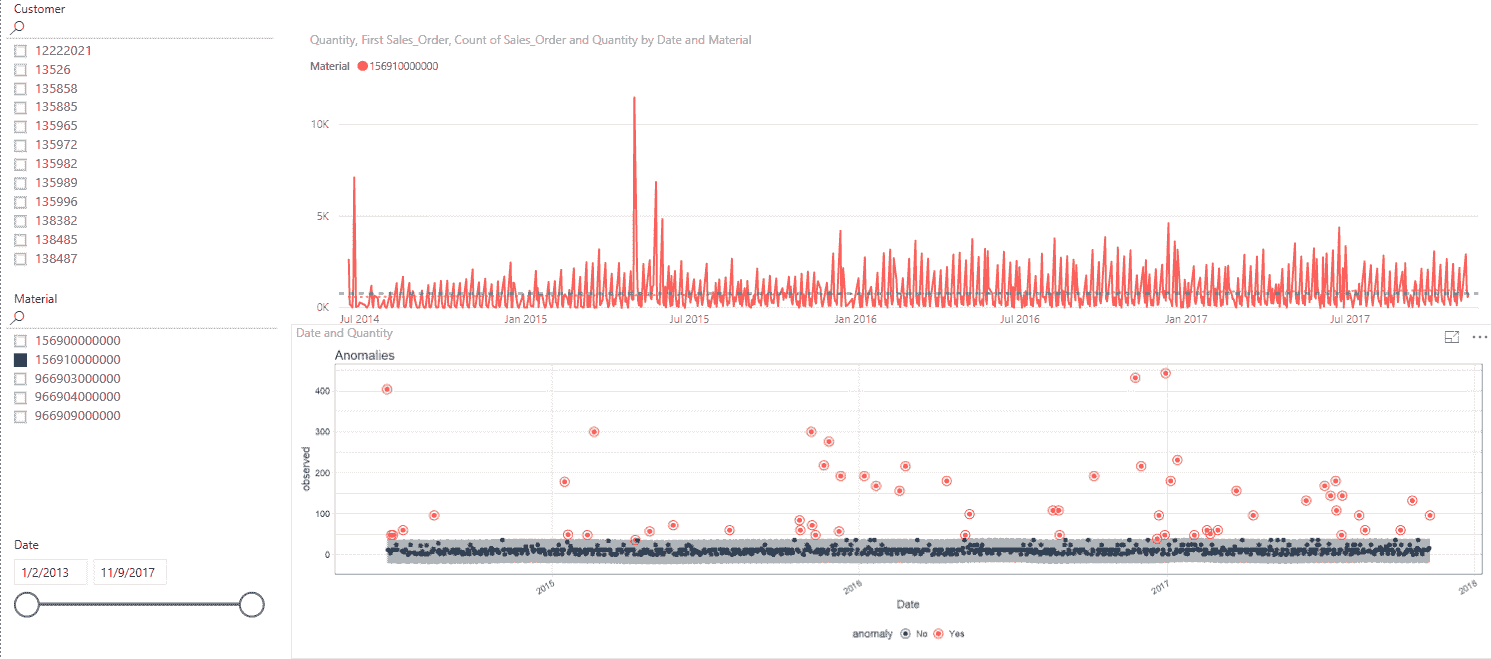 Customer
12222021
13526
135858
135885
135965
135972
135982
135989
135996
138382
138485
138487
Material
156900000000
156910000000
966903000000
966904000000
966909000000
Date
1/2/2013 11/9/2017
Quantity, First Sales_Order, Count of Sales_Order and Quantity by Date and Material
Material 156910000000
10K
5K
0K
Jul 2014 Jan 2015 Jul 2015 Jan 2016 Jul 2016 Jan 2017 Jul 2017
Date and Quantity
Anomalies
observed
400
300
200
100
0
2015 2016 2017 2018
Date
anomaly No Yes